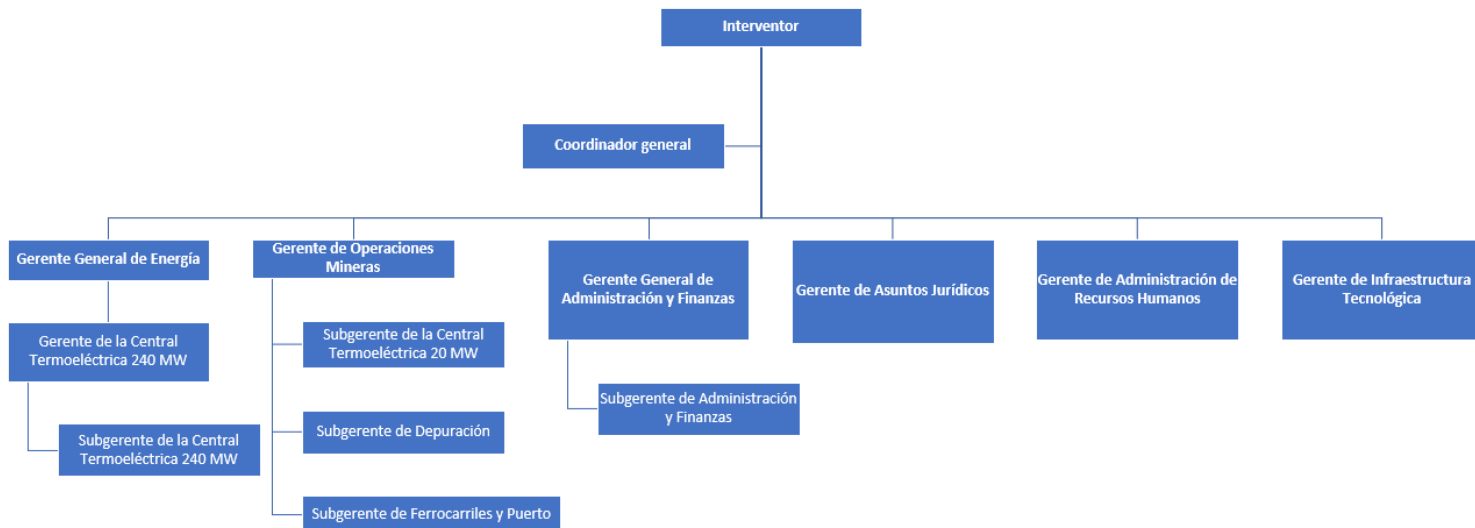 Interventor
Coordinador general
Gerente General de Energía
Gerente de Operaciones
Mineras
Gerente General de
Administración y Finanzas
Gerente de Asuntos Jurídicos
Gerente de Administración de
Recursos Humanos
Gerente de Infraestructura
Tecnológica
Gerente de la Central
Termoeléctrica 240 MW
Subgerente de la Central
Termoeléctrica 240 MW
Subgerente de la Central
Termoeléctrica 20 MW
Subgerente de Depuración
Subgerente de Ferrocarriles y Puerto
Subgerente de Administración
y Finanzas